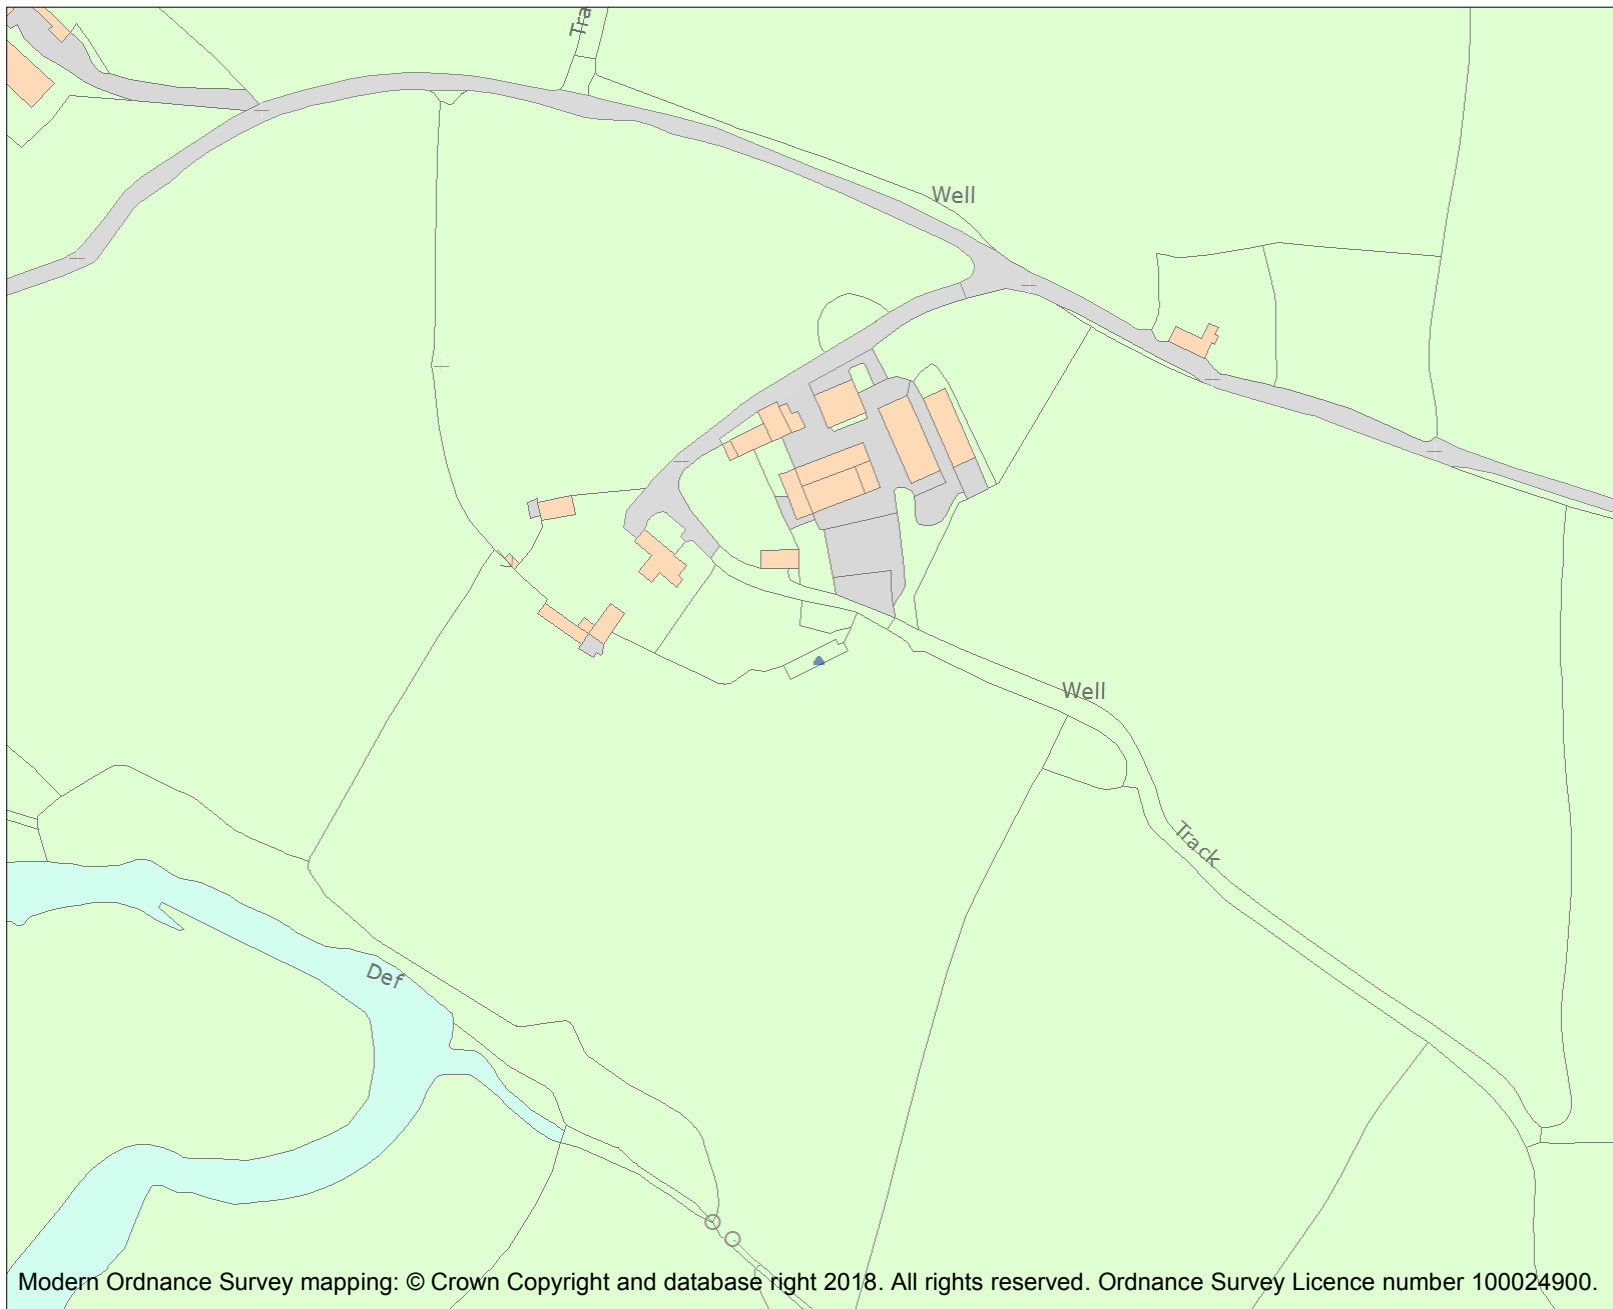 Tra
Well
Well
Track
Def
Modern Ordnance Survey mapping: © Crown Copyright and database right 2018. All rights reserved. Ordnance Survey Licence number 100024900.